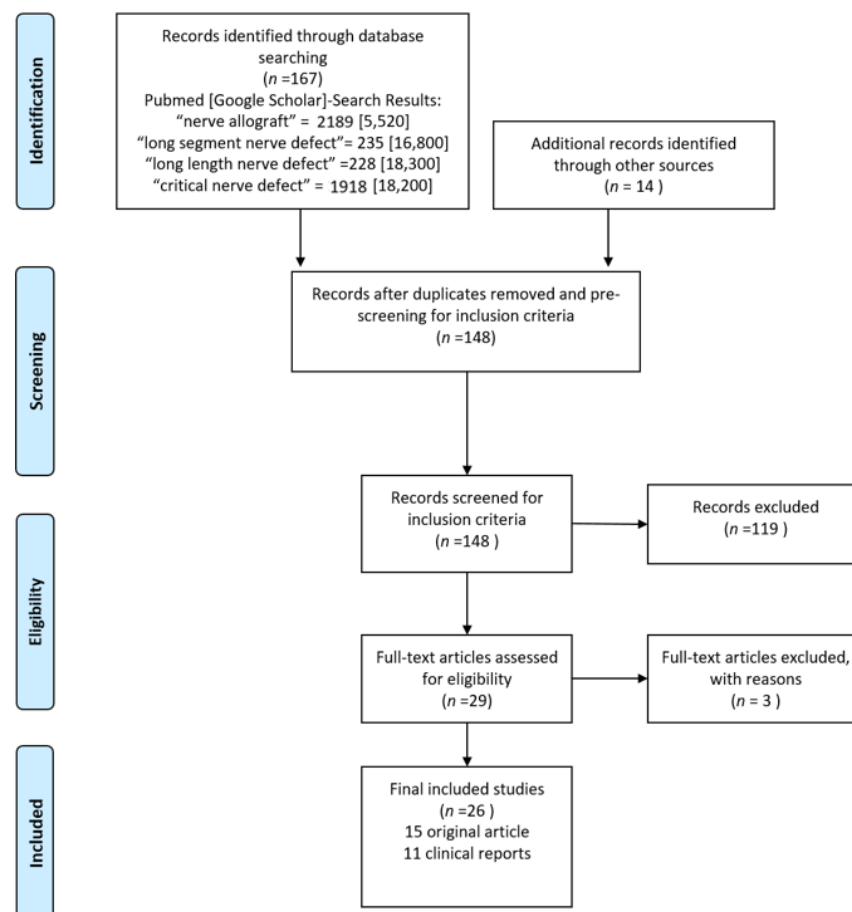 Identification
Records identified through database
searching
(n =167)
Pubmed [Google Scholar]-Search Results:
“nerve allograft” = 2189 [5,520]
“long segment nerve defect”= 235 [16,800]
“long length nerve defect” =228 [18,300]
“critical nerve defect” = 1918 [18,200]
Additional records identified
through other sources
(n = 14 )
Screening
Records after duplicates removed and pre-
screening for inclusion criteria
(n =148)
Records screened for
inclusion criteria
(n =148 )
Records excluded
(n =119 )
Eligibility
Full-text articles assessed
for eligibility
(n =29)
Full-text articles excluded,
with reasons
(n = 3 )
Included
Final included studies
(n =26 )
15 original article
11 clinical reports